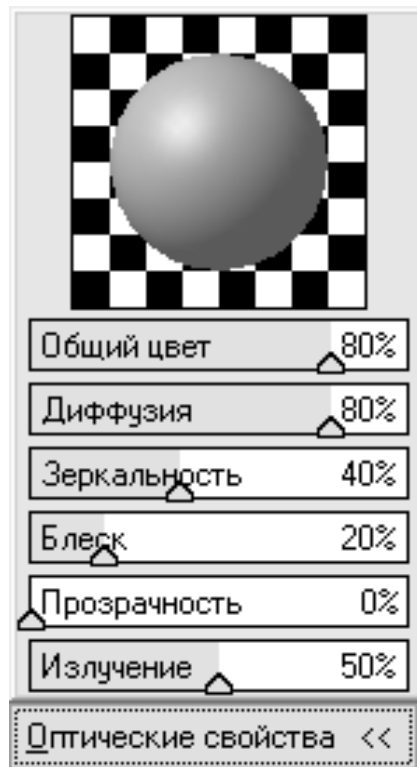 Общий цвет 80%
Диффузия 80%
Зеркальность 40%
Блеск 20%
Прозрачность 0%
Излучение 50%
Оптические свойства <<